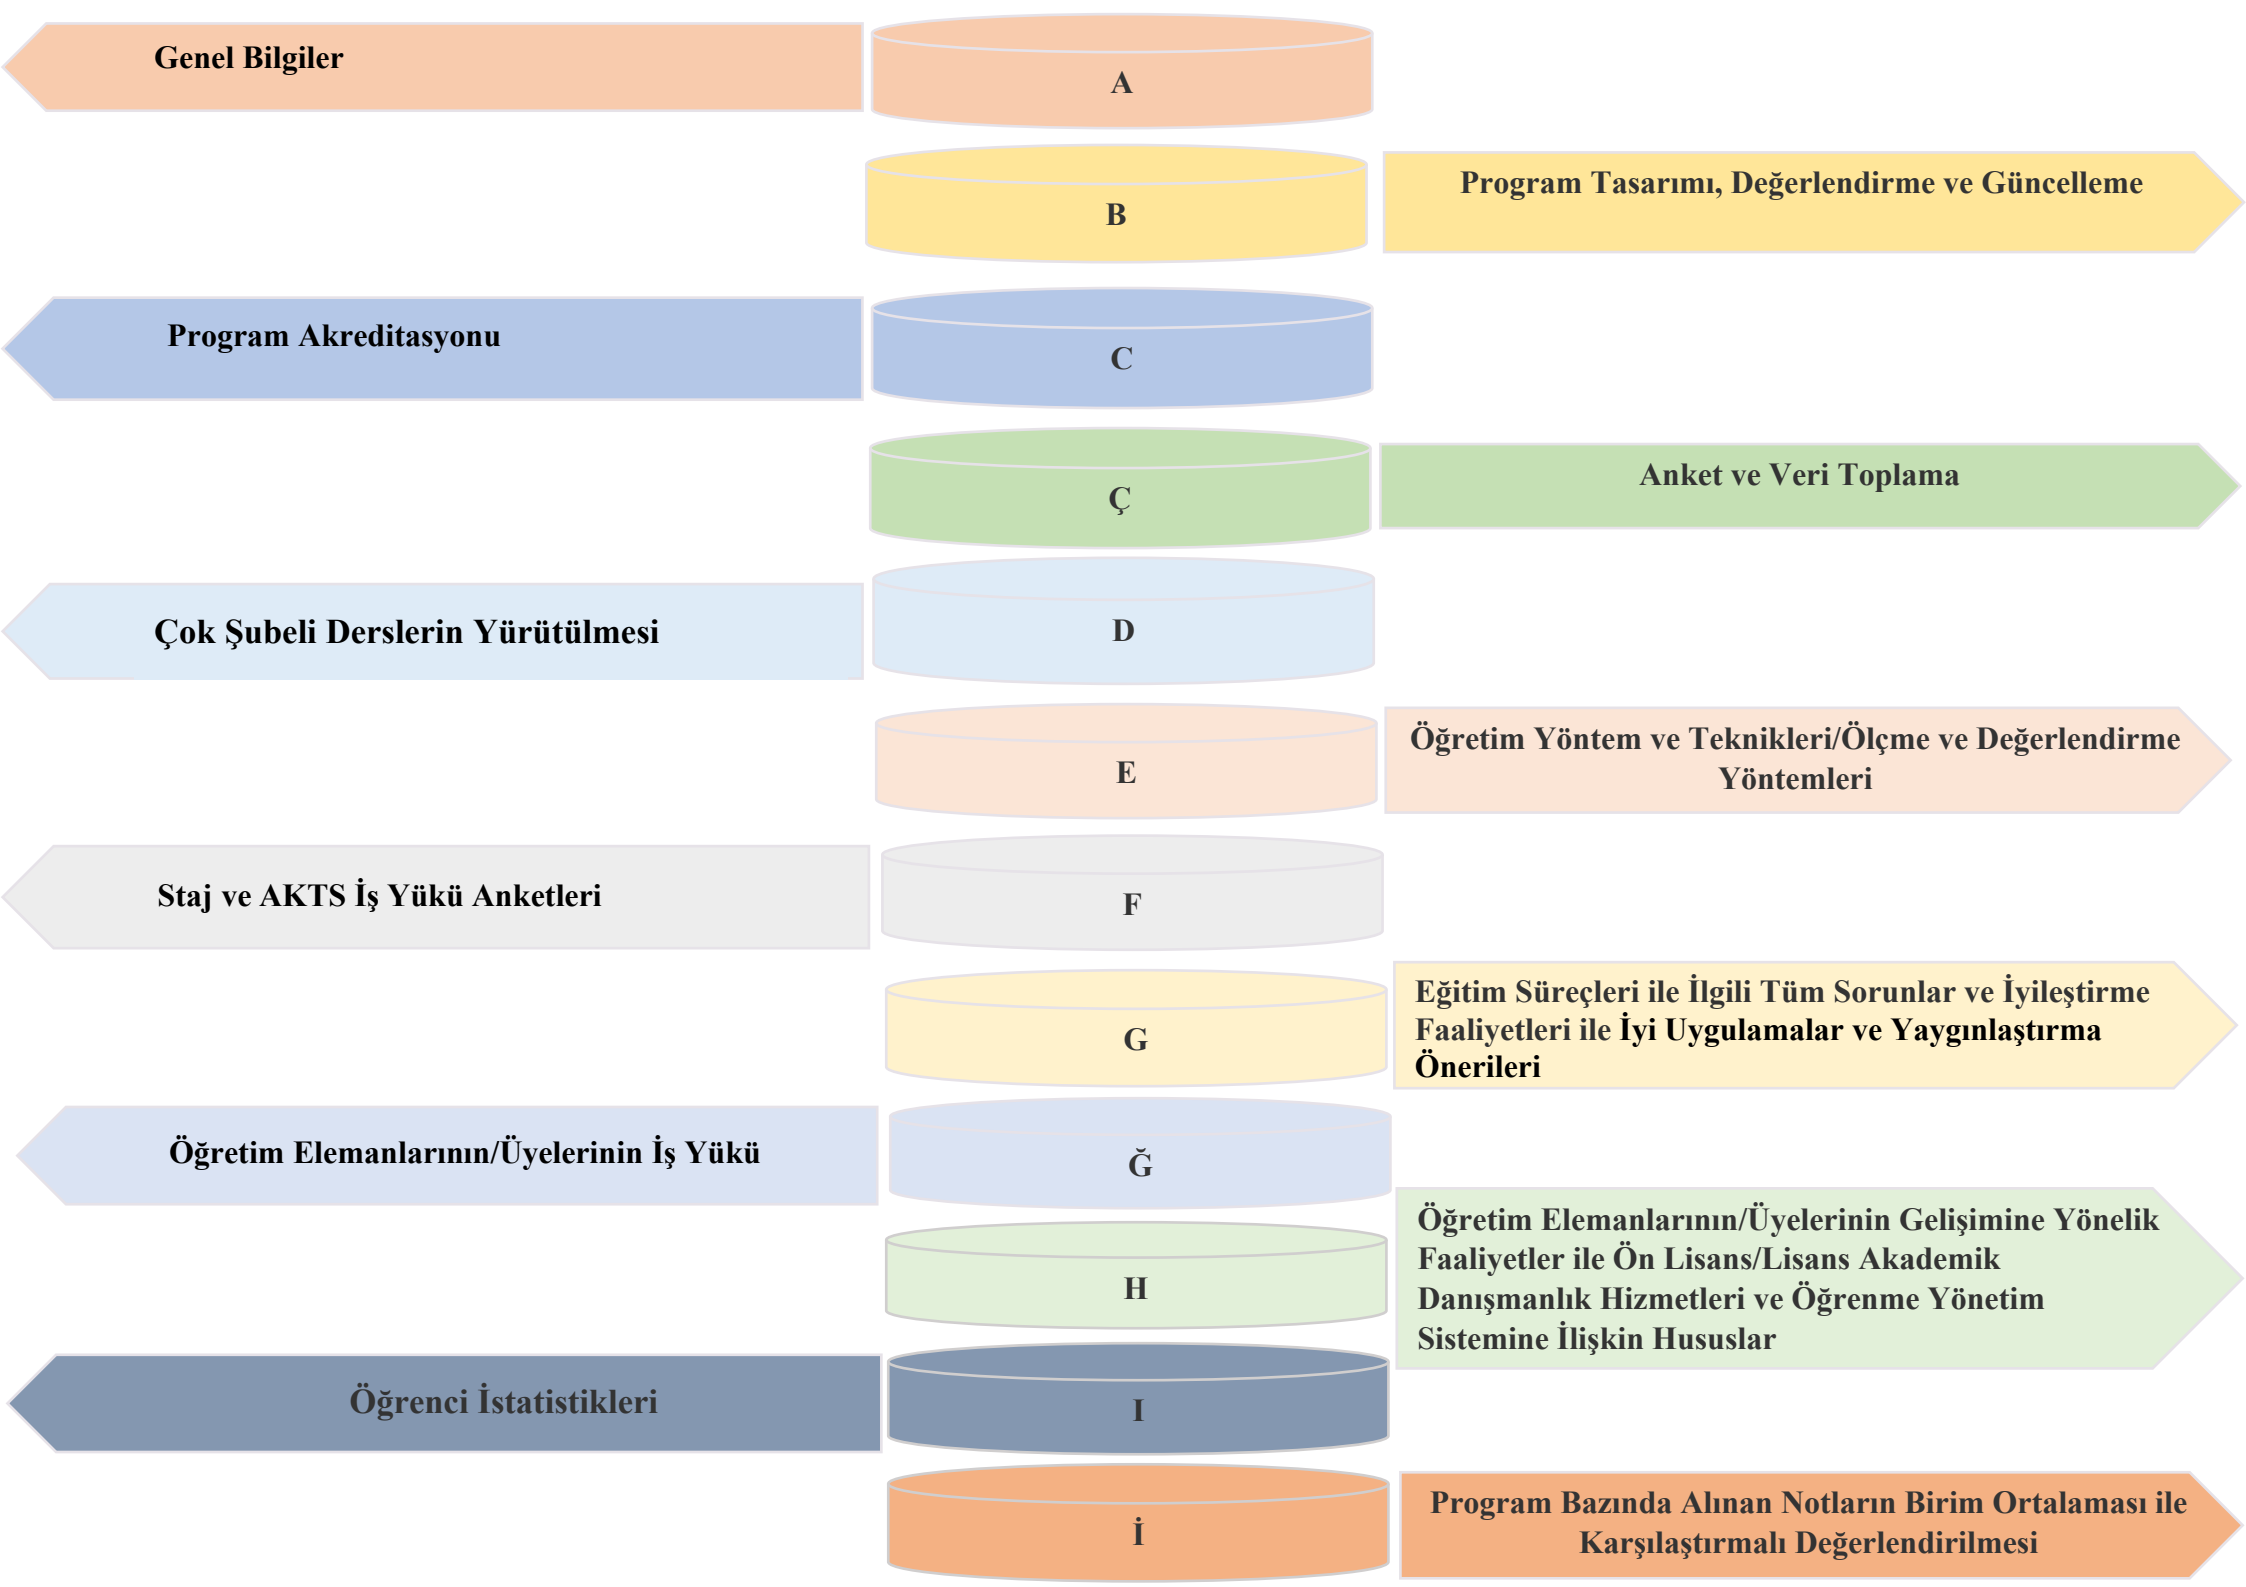 Genel Bilgiler
A
B
Program Tasarımı, Değerlendirme ve Güncelleme
Program Akreditasyonu
C
Ç
Anket ve Veri Toplama
Çok Şubeli Derslerin Yürütülmesi
D
E
Öğretim Yöntem ve Teknikleri/Ölçme ve Değerlendirme
Yöntemleri
Staj ve AKTS İş Yükü Anketleri
F
G
Eğitim Süreçleri ile İlgili Tüm Sorunlar ve İyileştirme
Faaliyetleri ile İyi Uygulamalar ve Yaygınlaştırma
Önerileri
Öğretim Elemanlarının/Üyelerinin İş Yükü
Ğ
H
Öğretim Elemanlarının/Üyelerinin Gelişimine Yönelik
Faaliyetler ile Ön Lisans/Lisans Akademik
Danışmanlık Hizmetleri ve Öğrenme Yönetim
Sistemine İlişkin Hususlar
Öğrenci İstatistikleri
I
İ
Program Bazında Alınan Notların Birim Ortalaması ile
Karşılaştırmalı Değerlendirilmesi